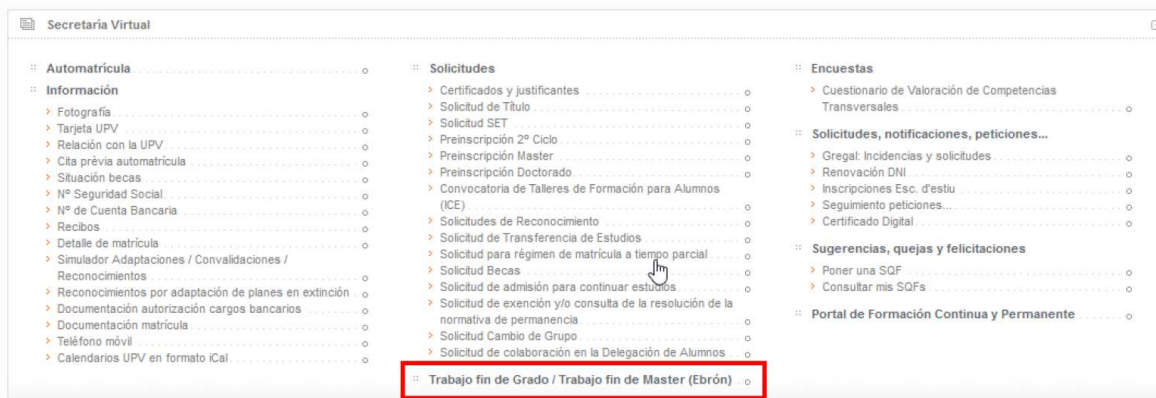 Secretaría Virtual
Automatrícula
Información
Fotografía
Tarjeta UPV
Relación con la UPV
Cita prèvia automatrícula
Situación becas
Nº Seguridad Social
Nº de Cuenta Bancaria
Recibos
Detalle de matrícula
Simulador Adaptaciones / Convalidaciones /
Reconocimientos
Reconocimientos por adaptación de planes en extinción
Documentación autorización cargos bancarios
Documentación matrícula
Teléfono móvil
Calendarios UPV en formato iCal
Solicitudes
Certificados y justificantes
Solicitud de Título
Solicitud SET
Preinscripción 2º Ciclo
Preinscripción Master
Preinscripción Doctorado
Convocatoria de Talleres de Formación para Alumnos
(ICE)
Solicitudes de Reconocimiento
Solicitud de Transferencia de Estudios
Solicitud para régimen de matrícula a tiempo parcial
Solicitud Becas
Solicitud de admisión para continuar estudios
Solicitud de exención y/o consulta de la resolución de la
normativa de permanencia
Solicitud Cambio de Grupo
Solicitud de colaboración en la Delegación de Alumnos
Trabajo fin de Grado / Trabajo fin de Master (Ebrón)
Encuestas
Cuestionario de Valoración de Competencias
Transversales
Solicitudes, notificaciones, peticiones...
Gregal: Incidencias y solicitudes
Renovación DNI
Inscripciones Esc. d'estiu
Seguimiento peticiones...
Certificado Digital
Sugerencias, quejas y felicitaciones
Poner una SQF
Consultar mis SQFs
Portal de Formación Continua y Permanente